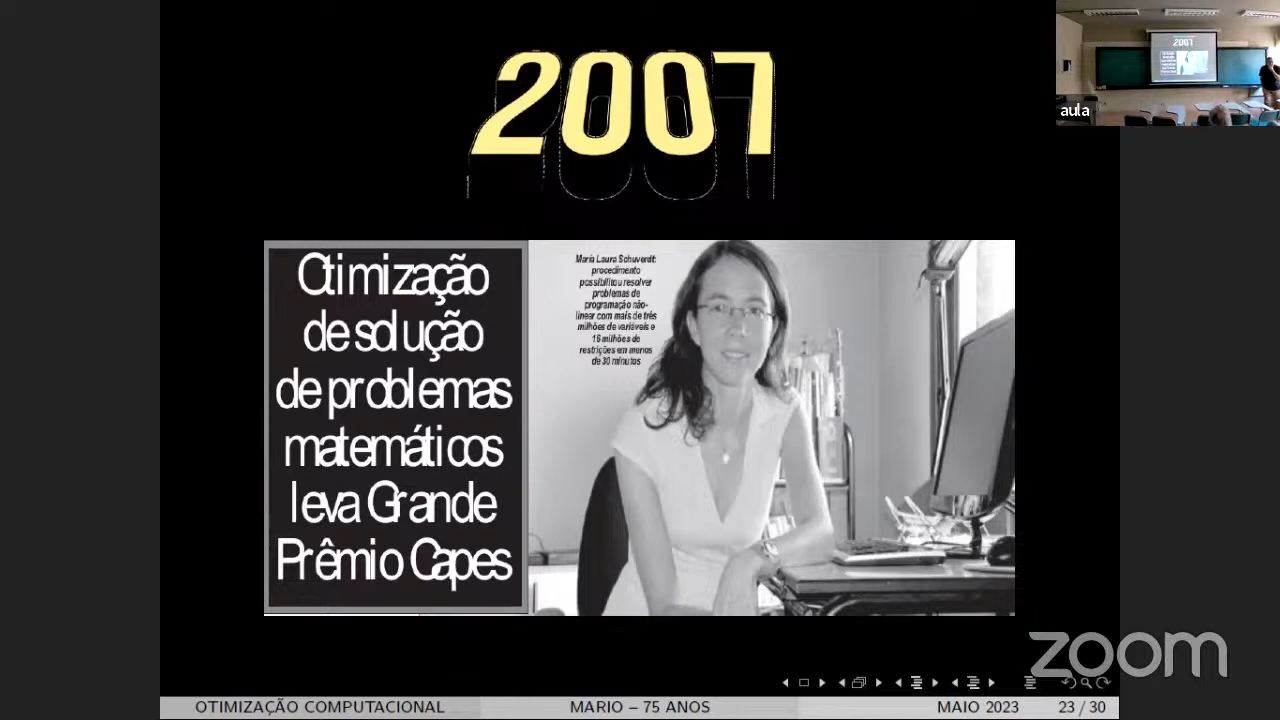 2007
aula
Otimização
de solução
de problemas
matemáticos
leva Grande
Prêmio Capes
Maria Laura Schuverdt:
procedimento
possibilitou resolver
problemas de
programação não-
linear com mais de três
milhões de variáveis e
16 milhões de
restrições em menos
de 30 minutos
zoom
OTIMIZAÇÃO COMPUTACIONAL
MARIO – 75 ANOS
MAIO 2023
23 / 30